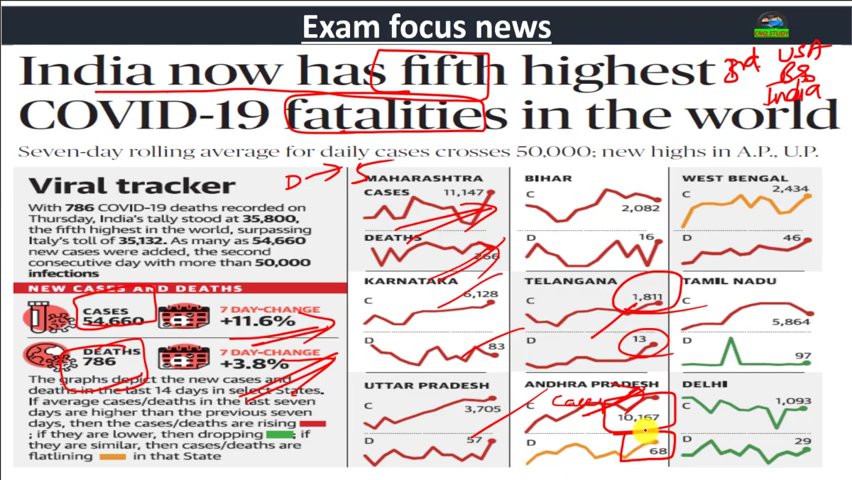 Exam focus news
CNQ STUDY
India now has fifth highest
3rd USA
BS
India
COVID-19 fatalities in the world
Seven-day rolling average for daily cases crosses 50,000; new highs in A.P., U.P.
Viral tracker
D → 5
With 786 COVID-19 deaths recorded on
Thursday, India's tally stood at 35,800,
the fifth highest in the world, surpassing
Italy's toll of 35,132. As many as 54,660
new cases were added, the second
consecutive day with more than 50,000
infections
NEW CASES AND DEATHS
CASES
54,660
7 DAY-CHANGE
+11.6%
DEATHS
786
7 DAY-CHANGE
+3.8%
The graphs depict the new cases and
deaths in the last 14 days in select States.
If average cases/deaths in the last seven
days are higher than the previous seven
days, then the cases/deaths are rising
; if they are lower, then dropping ; if
they are similar, then cases/deaths are
flatlining in that State
MAHARASHTRA
CASES 11,147
DEATHS
266
BIHAR
C
2,082
D 16
WEST BENGAL
C 2,434
D 46
KARNATAKA
C 6,128
D
83
TELANGANA
C 1,811
D 13
TAMIL NADU
C
5,864
D
97
UTTAR PRADESH
C
3,705
D 57
ANDHRA PRADESH
Cases
C
10,167
D
68
DELHI
C 1,093
D 29